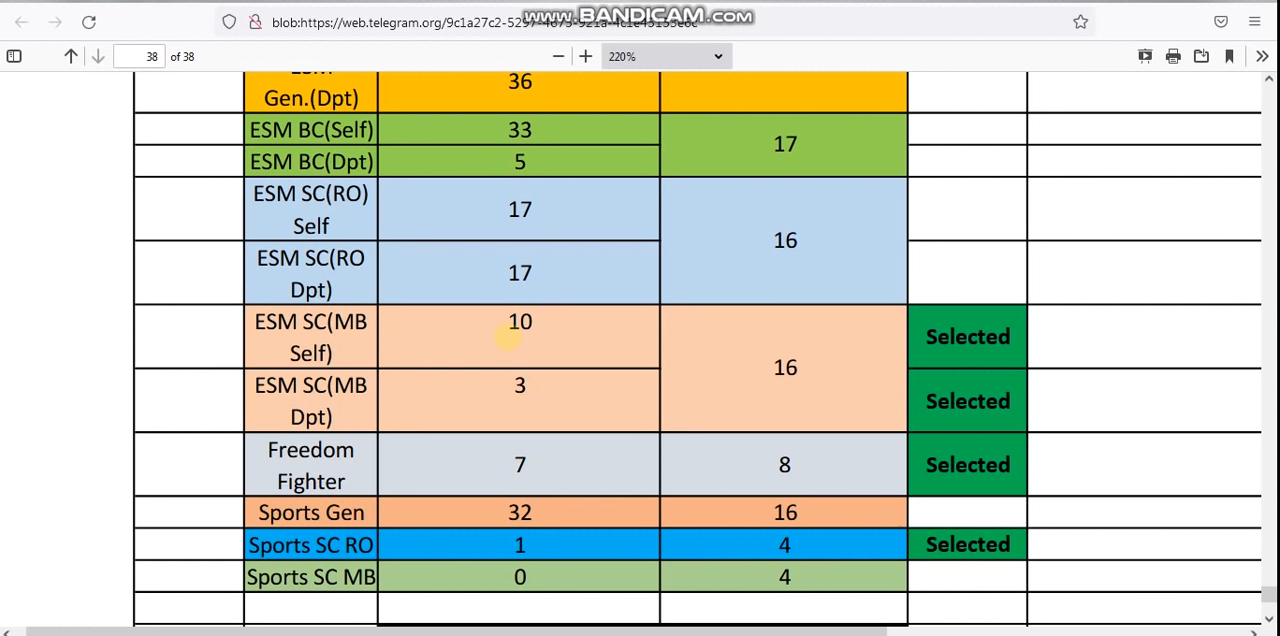 www.BANDICAM.com
blob:https://web.telegram.org/9c1a27c2-5297-4673-921a-
38 of 38
220%
Gen.(Dpt) 36
ESM BC(Self) 33
17
ESM BC(Dpt) 5
ESM SC(RO)
Self
17
16
ESM SC(RO
Dpt)
17
ESM SC(MB
Self)
10
Selected
16
ESM SC(MB
Dpt)
3
Selected
Freedom
Fighter
7 8 Selected
Sports Gen 32 16
Sports SC RO 1 4 Selected
Sports SC MB 0 4